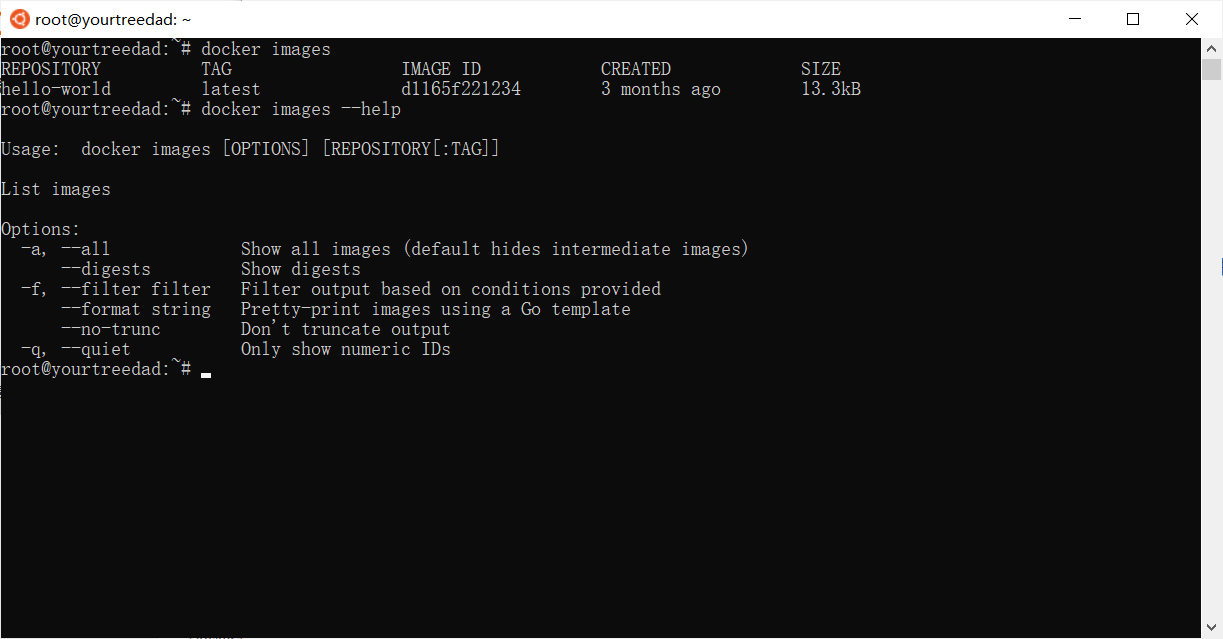 root@yourtreedad: ~
root@yourtreedad:~# docker images
REPOSITORY          TAG                 IMAGE ID            CREATED             SIZE
hello-world         latest              d1165f221234        3 months ago        13.3kB
root@yourtreedad:~# docker images --help
Usage:  docker images [OPTIONS] [REPOSITORY[:TAG]]
List images
Options:
  -a, --all             Show all images (default hides intermediate images)
      --digests         Show digests
  -f, --filter filter   Filter output based on conditions provided
      --format string   Pretty-print images using a Go template
      --no-trunc        Don't truncate output
  -q, --quiet           Only show numeric IDs
root@yourtreedad:~#